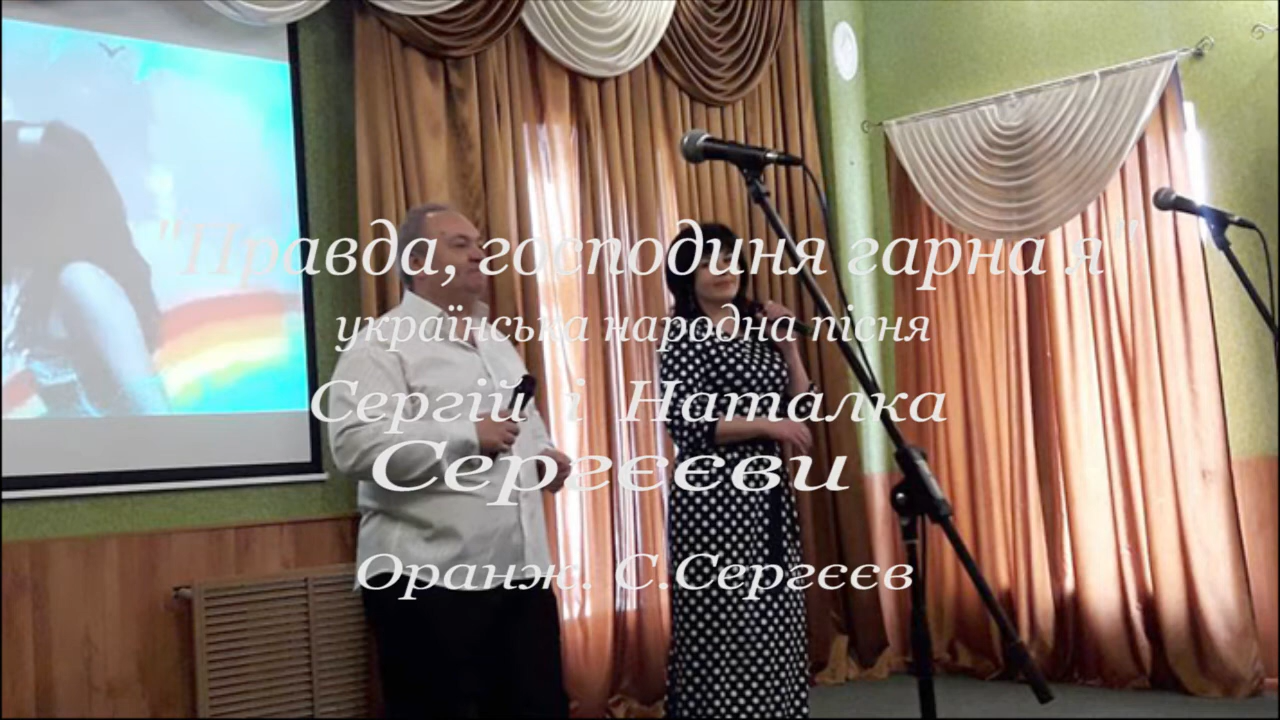 "Правда, господиня гарна я"
українська народна пісня
Сергій і Наталка
Сергєєви
Оранж. С.Сергєєв